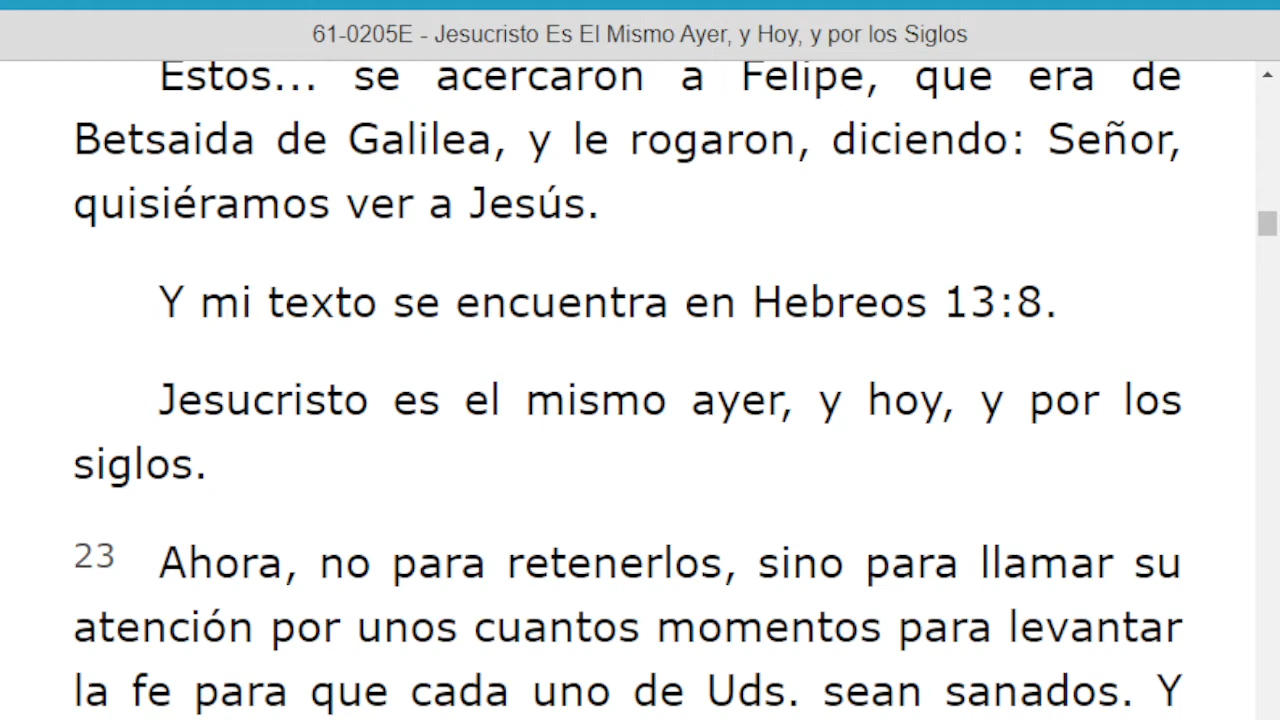 61-0205E - Jesucristo Es El Mismo Ayer, y Hoy, y por los Siglos
Estos... se acercaron a Felipe, que era de
Betsaida de Galilea, y le rogaron, diciendo: Señor,
quisiéramos ver a Jesús.
Y mi texto se encuentra en Hebreos 13:8.
Jesucristo es el mismo ayer, y hoy, y por los
siglos.
23 Ahora, no para retenerlos, sino para llamar su
atención por unos cuantos momentos para levantar
la fe para que cada uno de Uds. sean sanados. Y